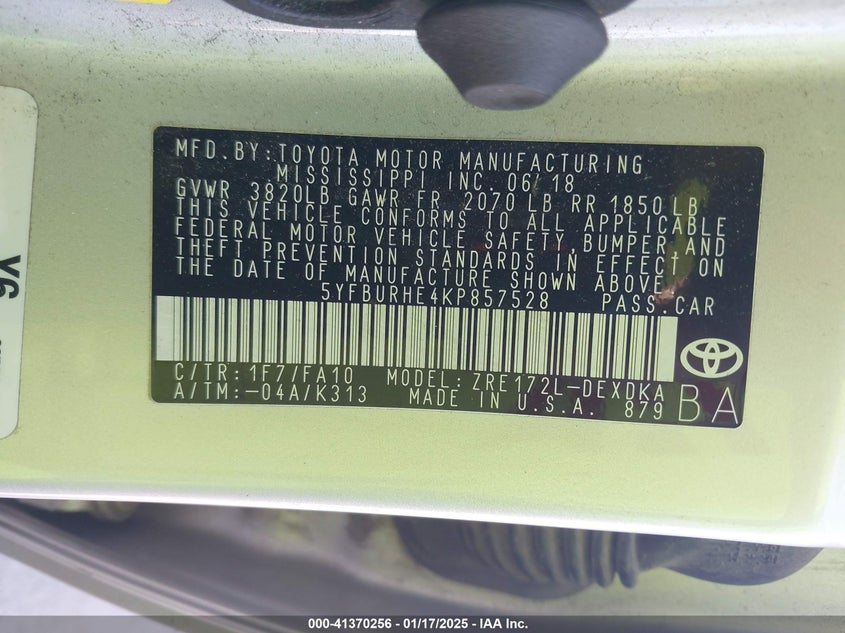 MFD.BY:TOYOTA MOTOR MANUFACTURING
MISSISSIPPI INC. 06/18
GVWR 3820LB GAWR FR 2070 LB RR 1850 LB
THIS VEHICLE CONFORMS TO ALL APPLICABLE
FEDERAL MOTOR VEHICLE SAFETY, BUMPER AND
THEFT PREVENTION STANDARDS IN EFFECT ON
THE DATE OF MANUFACTURE SHOWN ABOVE.
5YFBURHE4KP857528 PASS.CAR
C/TR:1F7/FA10 MODEL:ZRE172L-DEXDKA
A/TM:-04A/K313 MADE IN U.S.A. 879 BA
000-41370256 - 01/17/2025 - IAA Inc.